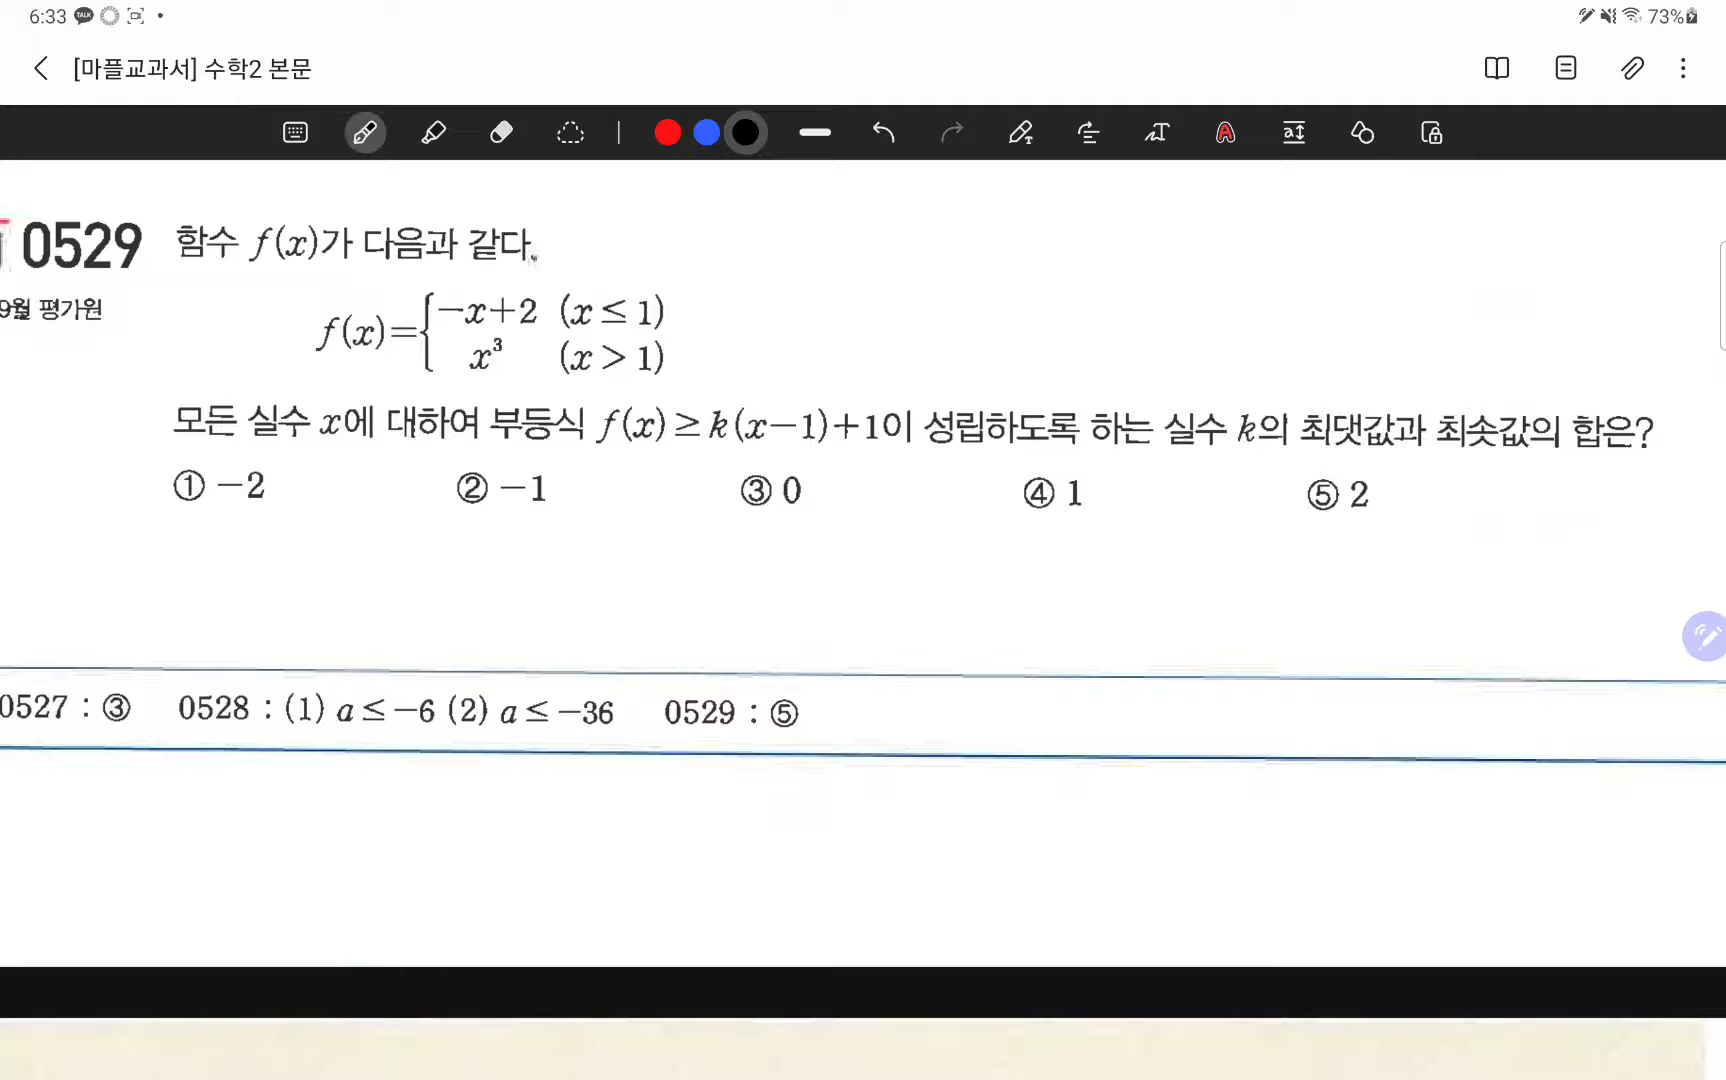 6:33 TALK 73%
[마플교과서] 수학2 본문
0529 함수 f(x)가 다음과 같다.
9월 평가원
f(x)={−x+2 (x≤1)
x³ (x>1)
모든 실수 x에 대하여 부등식 f(x)≥k(x−1)+1이 성립하도록 하는 실수 k의 최댓값과 최솟값의 합은?
① −2 ② −1 ③ 0 ④ 1 ⑤ 2
0527 : ③ 0528 : (1) a≤−6 (2) a≤−36 0529 : ⑤